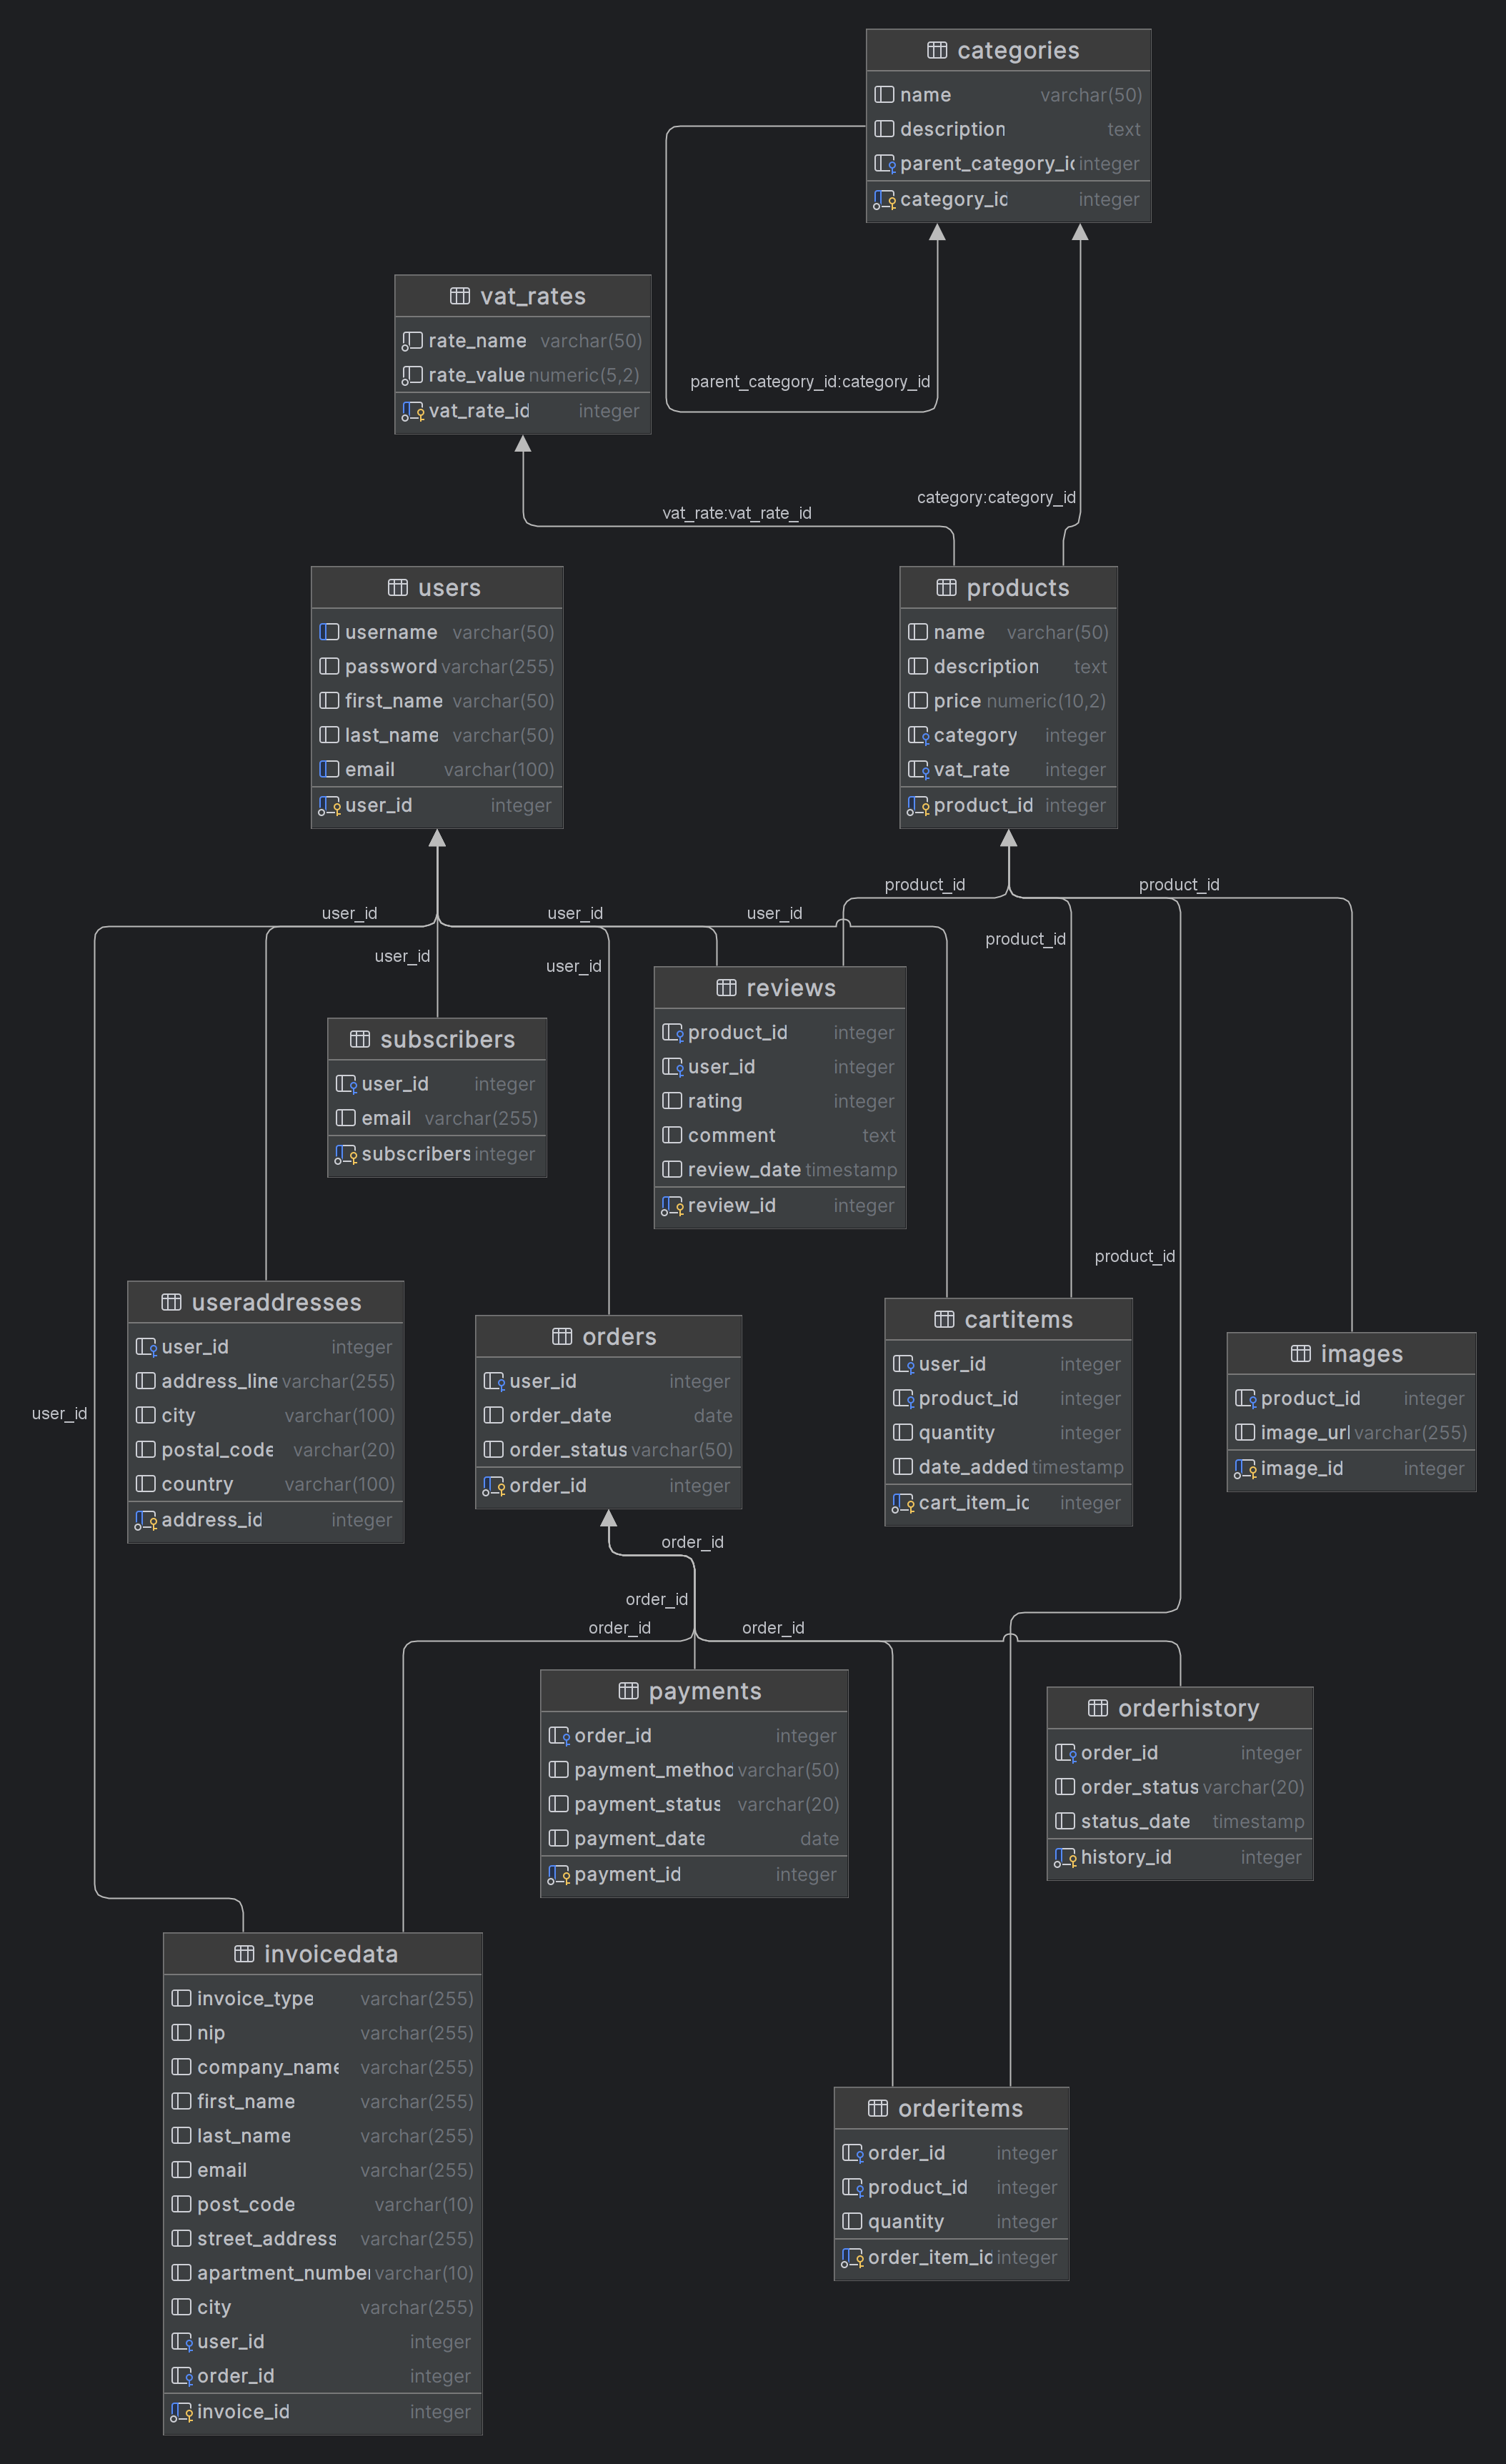 categories
name varchar(50)
description text
parent_category_ic integer
category_ic integer
vat_rates
rate_name varchar(50)
rate_value numeric(5,2)
vat_rate_id integer
parent_category_id:category_id
category:category_id
vat_rate:vat_rate_id
users
username varchar(50)
password varchar(255)
first_name varchar(50)
last_name varchar(50)
email varchar(100)
user_id integer
products
name varchar(50)
description text
price numeric(10,2)
category integer
vat_rate integer
product_id integer
product_id
product_id
user_id
user_id
user_id
product_id
user_id
user_id
reviews
product_id integer
user_id integer
rating integer
comment text
review_date timestamp
review_id integer
subscribers
user_id integer
email varchar(255)
subscribers integer
product_id
useraddresses
user_id integer
address_line varchar(255)
city varchar(100)
postal_code varchar(20)
country varchar(100)
address_id integer
orders
user_id integer
order_date date
order_status varchar(50)
order_id integer
cartitems
user_id integer
product_id integer
quantity integer
date_added timestamp
cart_item_ic integer
images
product_id integer
image_url varchar(255)
image_id integer
user_id
order_id
order_id
order_id
order_id
payments
order_id integer
payment_method varchar(50)
payment_status varchar(20)
payment_date date
payment_id integer
orderhistory
order_id integer
order_status varchar(20)
status_date timestamp
history_id integer
invoicedata
invoice_type varchar(255)
nip varchar(255)
company_name varchar(255)
first_name varchar(255)
last_name varchar(255)
email varchar(255)
post_code varchar(10)
street_address varchar(255)
apartment_number varchar(10)
city varchar(255)
user_id integer
order_id integer
invoice_id integer
orderitems
order_id integer
product_id integer
quantity integer
order_item_ic integer